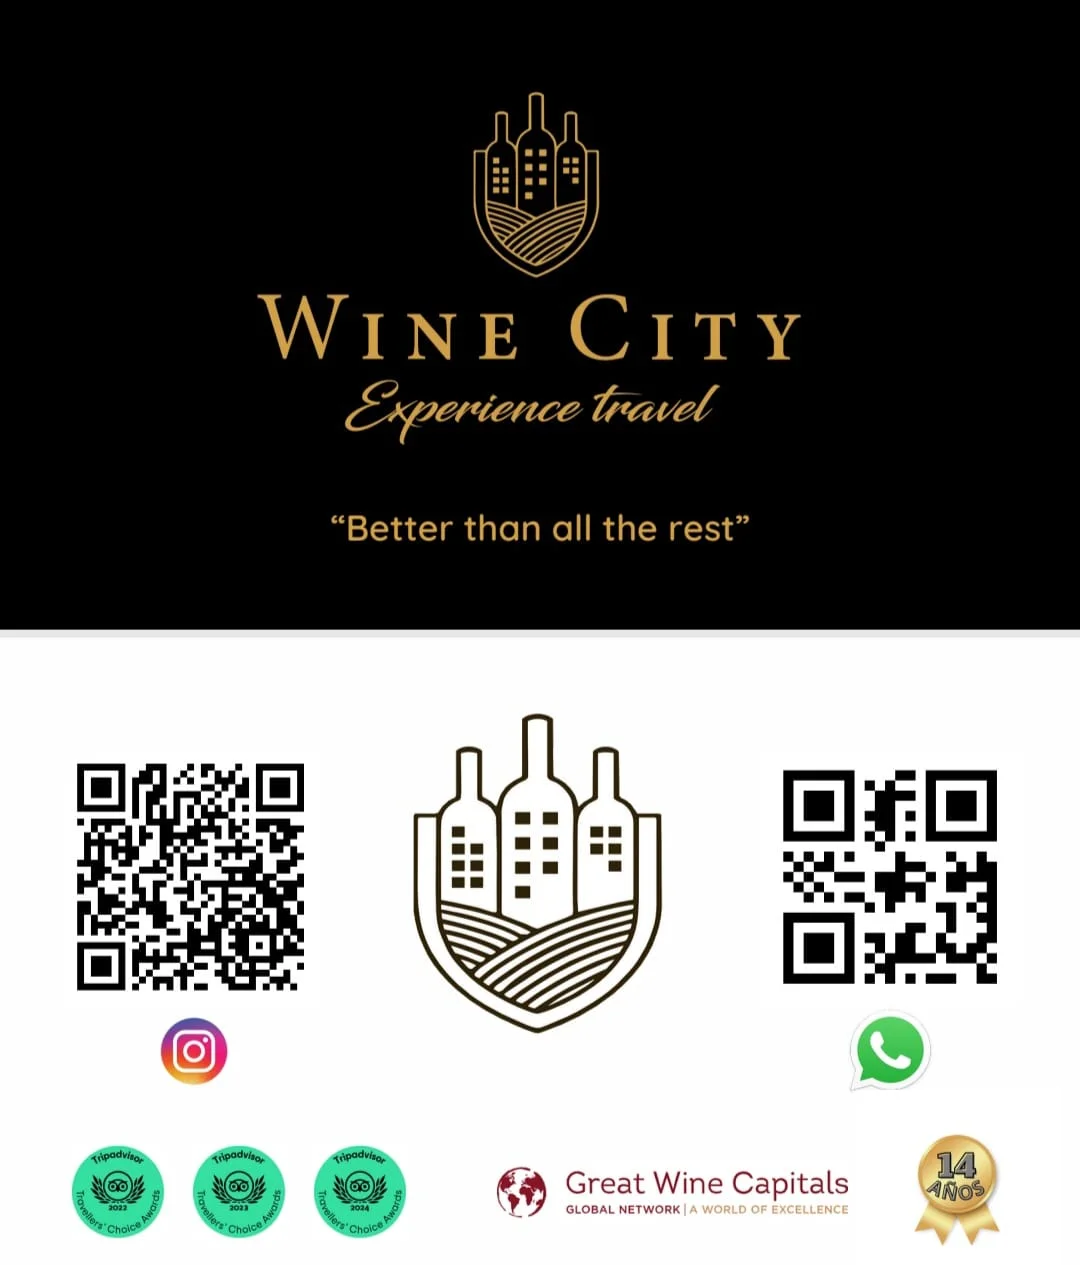 WINE CITY
Experience travel
“Better than all the rest”
Tripadvisor
2022
Travellers' Choice Awards
Tripadvisor
2023
Travellers' Choice Awards
Tripadvisor
2024
Travellers' Choice Awards
Great Wine Capitals
GLOBAL NETWORK | A WORLD OF EXCELLENCE
14
AÑOS